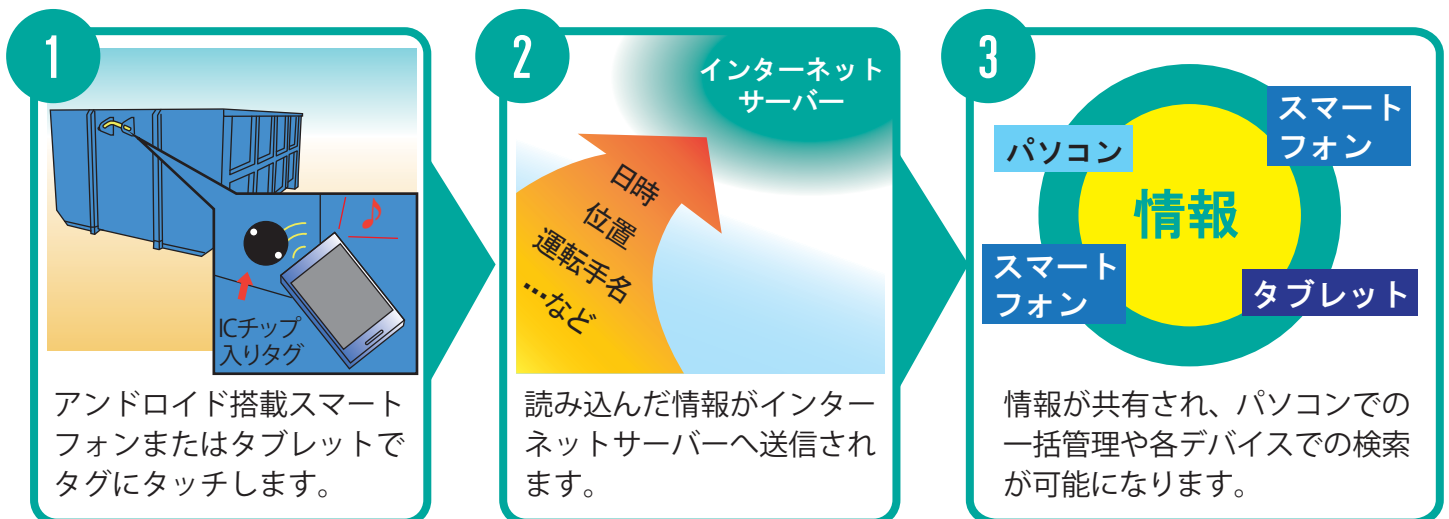 1
ICチップ
入りタグ
アンドロイド搭載スマート
フォンまたはタブレットで
タグにタッチします。
2
インターネット
サーバー
日時
位置
運転手名
…など
読み込んだ情報がインター
ネットサーバーへ送信され
ます。
3
スマート
フォン
パソコン
情報
スマート
フォン
タブレット
情報が共有され、パソコンでの
一括管理や各デバイスでの検索
が可能になります。